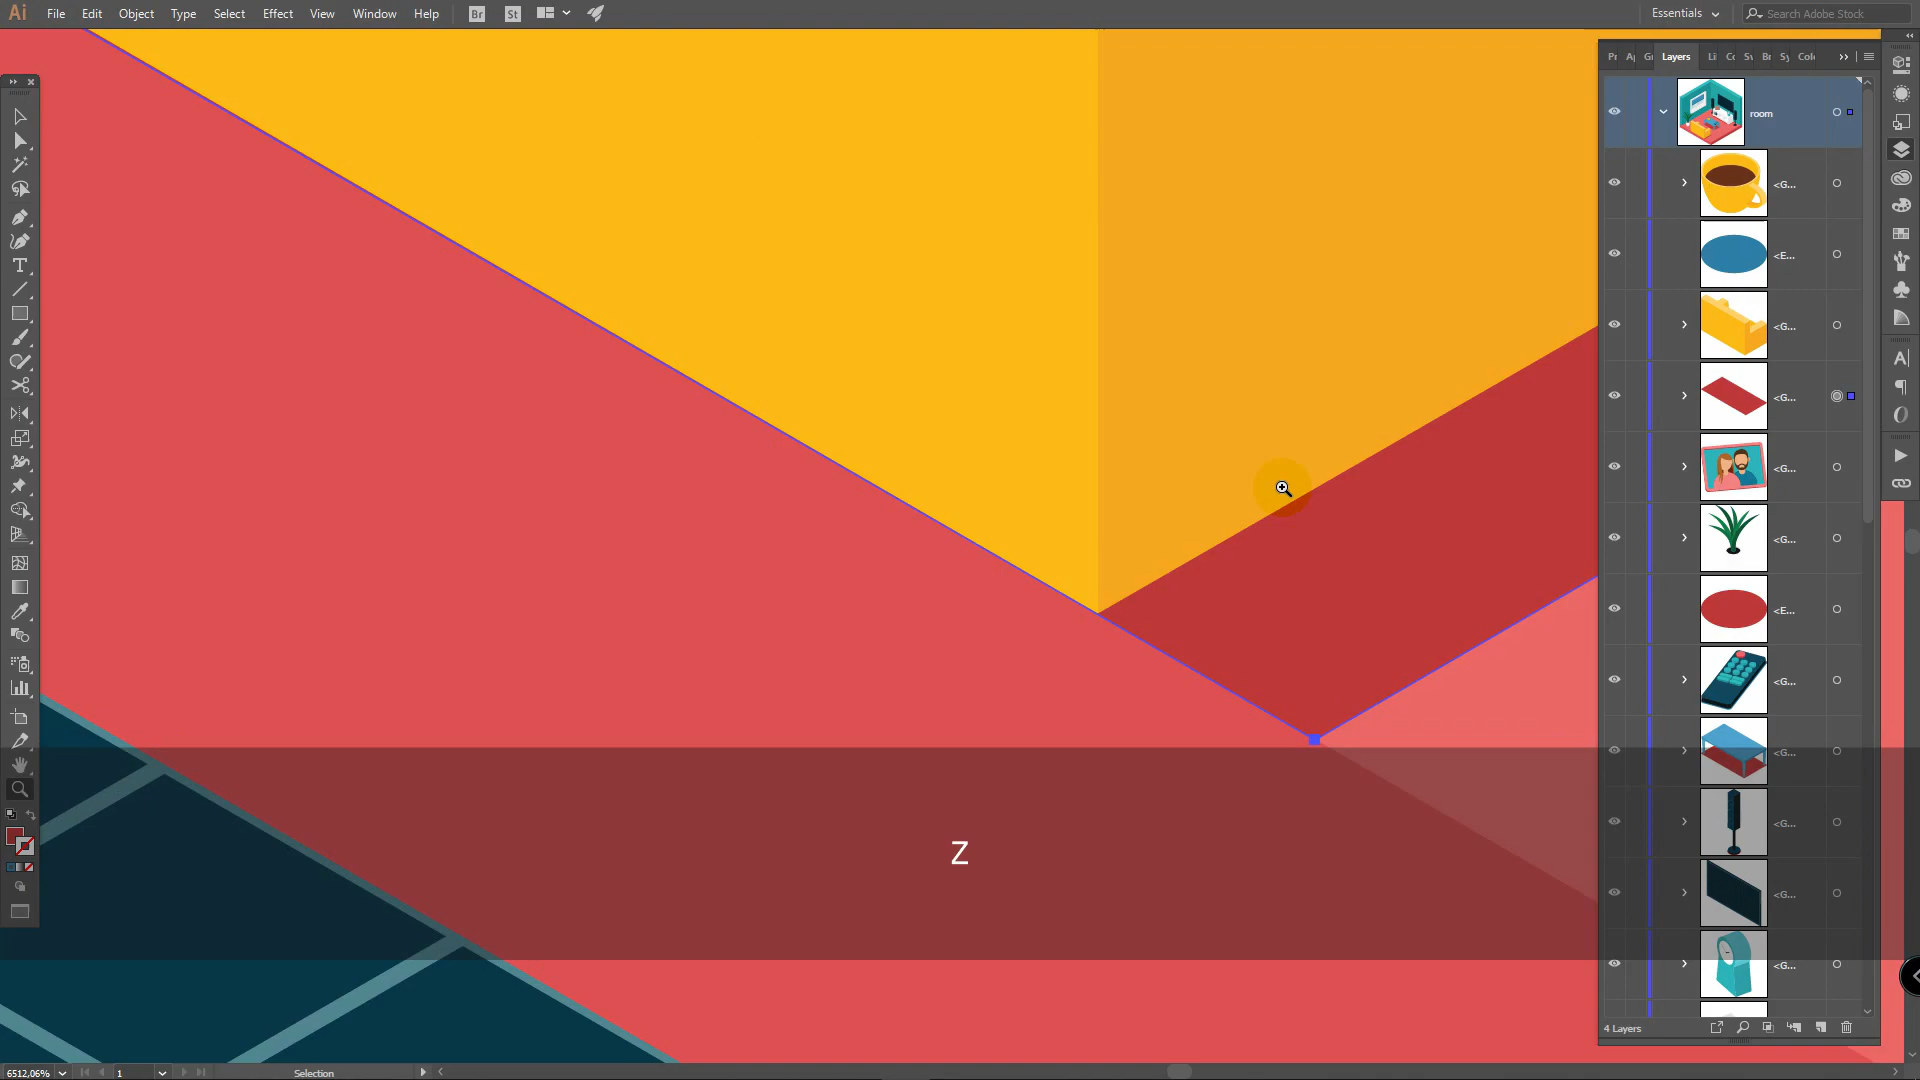 Ai File Edit Object Type Select Effect View Window Help Br St Essentials Search Adobe Stock
Layers
room
<G...
<E...
<G...
<G...
<G...
<G...
<E...
<G...
<G...
<G...
<G...
<G...
Z
4 Layers
6512,06% 1 Selection